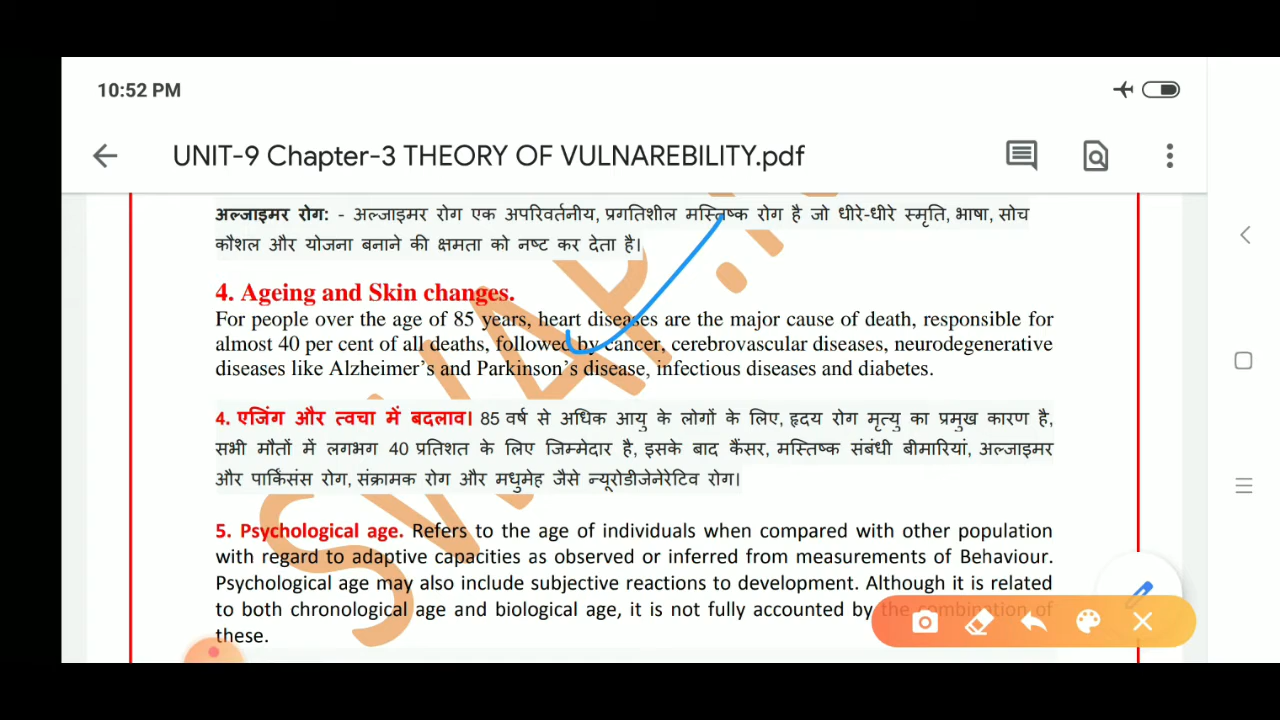 10:52 PM
UNIT-9 Chapter-3 THEORY OF VULNAREBILITY.pdf
अल्जाइमर रोग: - अल्जाइमर रोग एक अपरिवर्तनीय, प्रगतिशील मस्तिष्क रोग है जो धीरे-धीरे स्मृति, भाषा, सोच
कौशल और योजना बनाने की क्षमता को नष्ट कर देता है।
4. Ageing and Skin changes.
For people over the age of 85 years, heart diseases are the major cause of death, responsible for
almost 40 per cent of all deaths, followed by cancer, cerebrovascular diseases, neurodegenerative
diseases like Alzheimer’s and Parkinson’s disease, infectious diseases and diabetes.
4. एजिंग और त्वचा में बदलाव। 85 वर्ष से अधिक आयु के लोगों के लिए, हृदय रोग मृत्यु का प्रमुख कारण है,
सभी मौतों में लगभग 40 प्रतिशत के लिए जिम्मेदार है, इसके बाद कैंसर, मस्तिष्क संबंधी बीमारियां, अल्जाइमर
और पार्किंसंस रोग, संक्रामक रोग और मधुमेह जैसे न्यूरोडीजेनेरेटिव रोग।
5. Psychological age. Refers to the age of individuals when compared with other population
with regard to adaptive capacities as observed or inferred from measurements of Behaviour.
Psychological age may also include subjective reactions to development. Although it is related
to both chronological age and biological age, it is not fully accounted by the combination of
these.